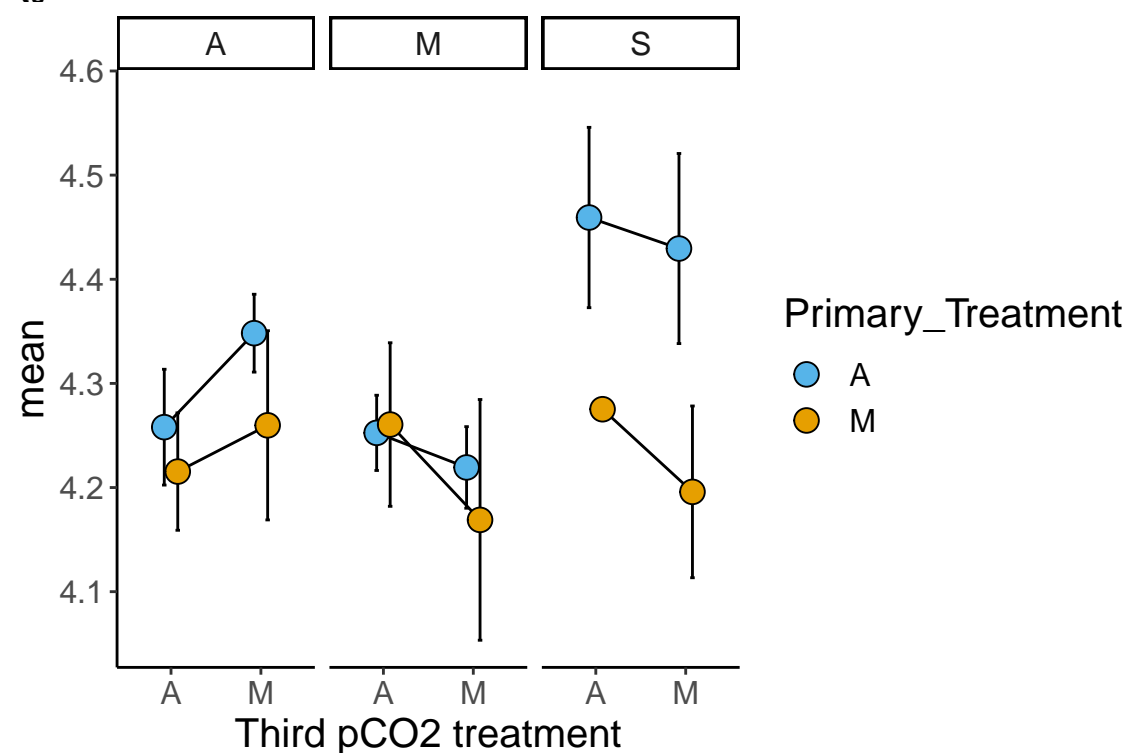 A M S
4.6
4.5
4.4
4.3
4.2
4.1
mean
A M A M A M
Third pCO2 treatment
Primary_Treatment
A
M